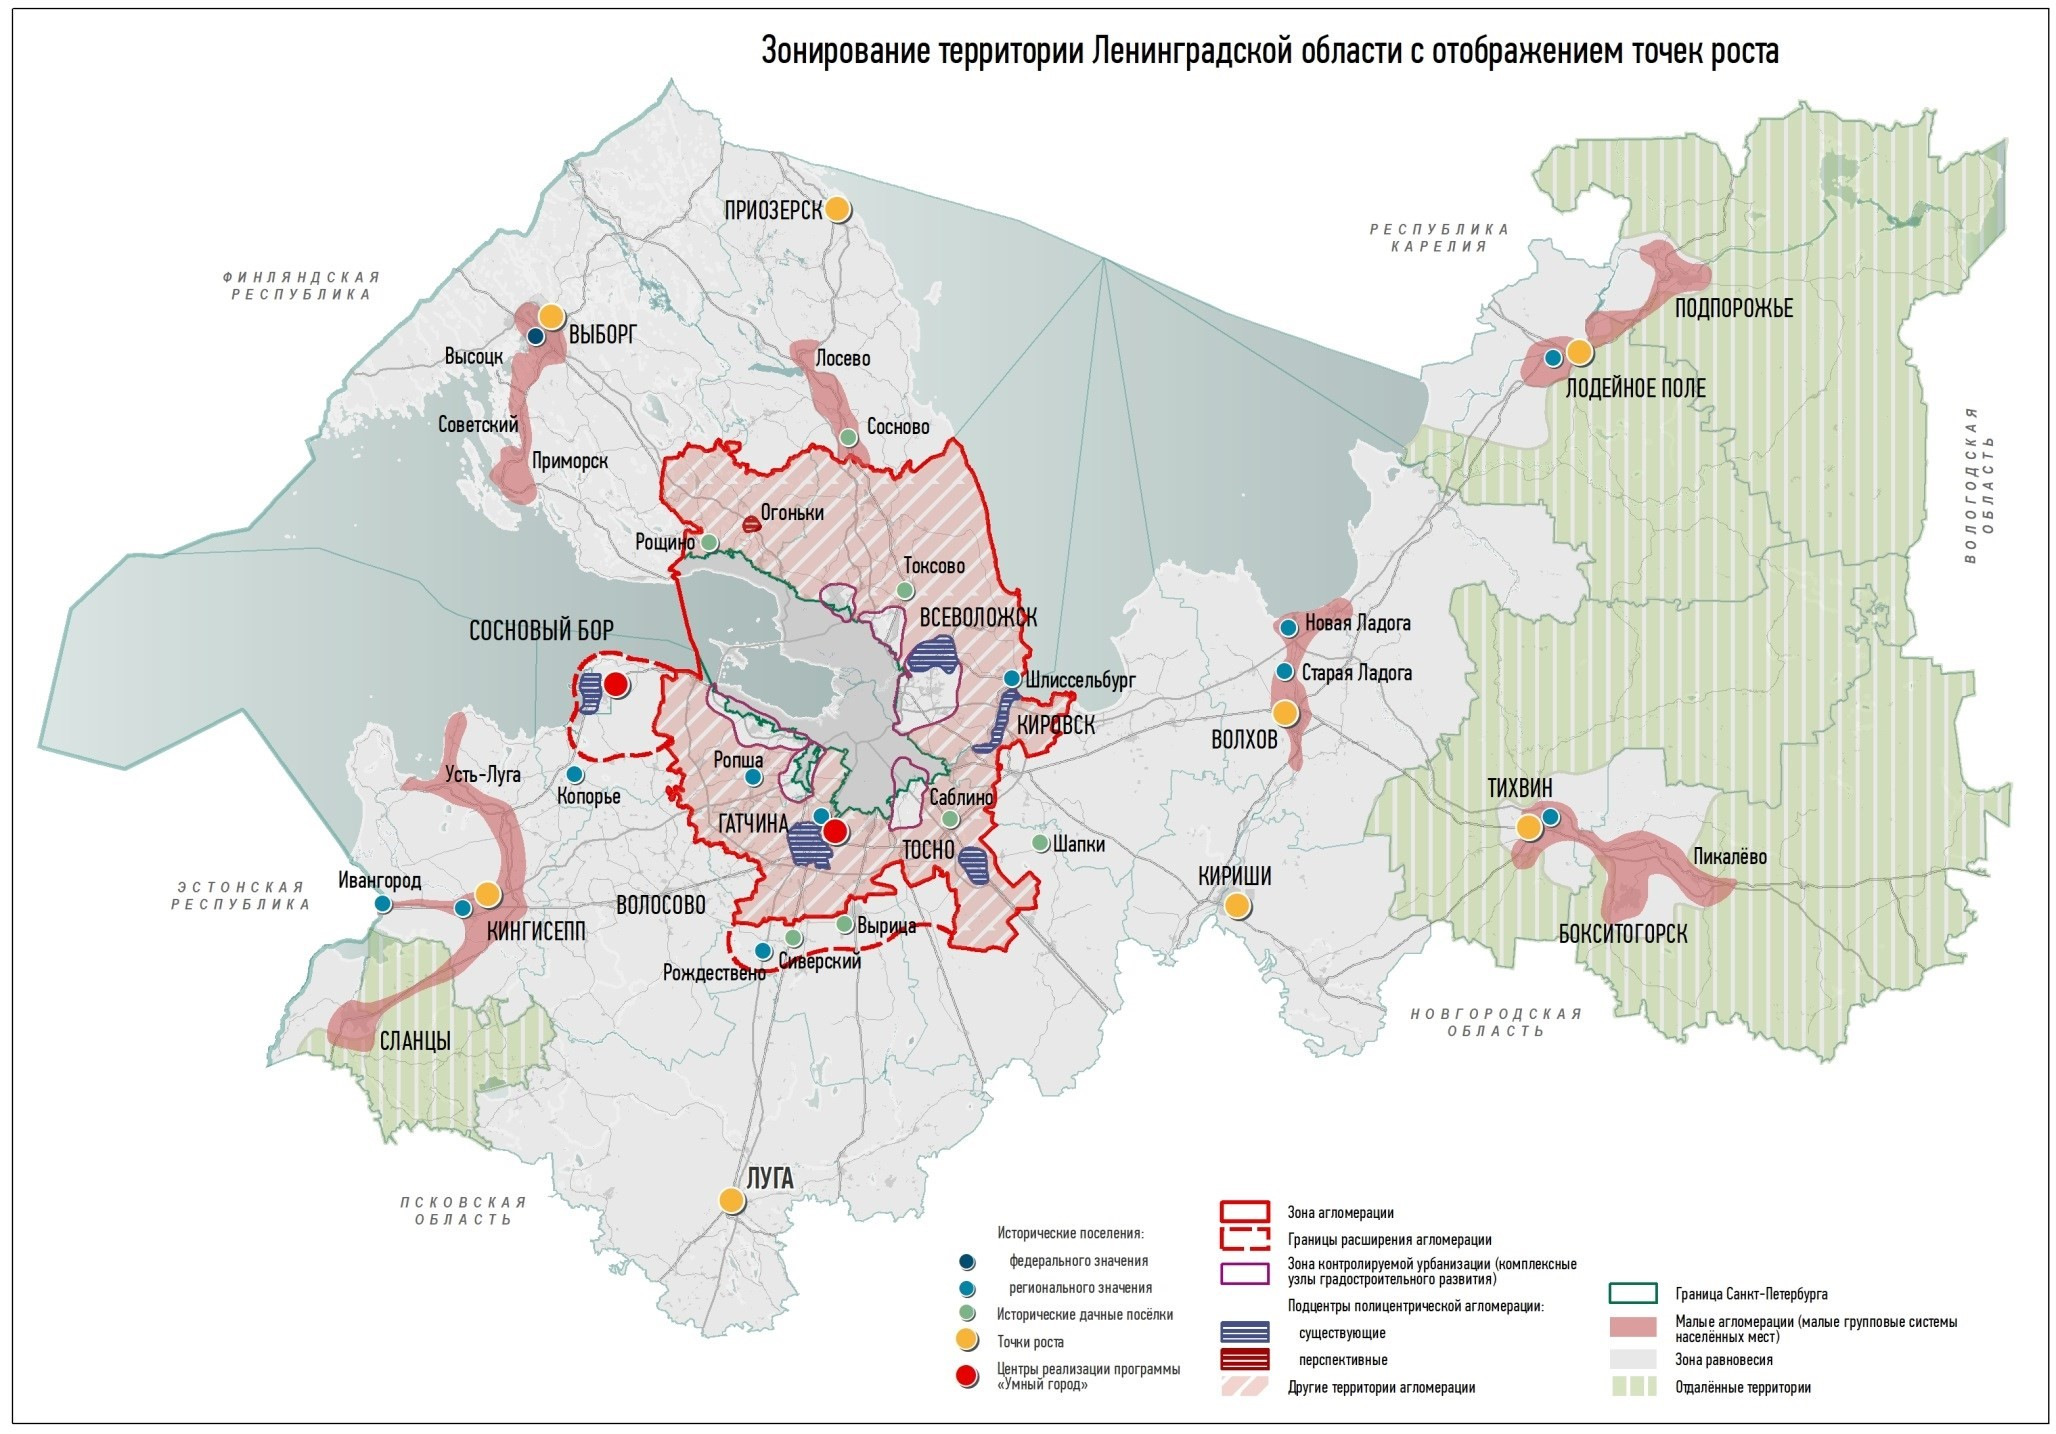 Зонирование территории Ленинградской области с отображением точек роста
ПРИОЗЕРСК
РЕСПУБЛИКА
КАРЕЛИЯ
ФИНЛЯНДСКАЯ
РЕСПУБЛИКА
ПОДПОРОЖЬЕ
ВЫБОРГ
Высоцк
Лосево
ЛОДЕЙНОЕ ПОЛЕ
Советский
Сосново
Приморск
ВОЛОГОДСКАЯ
ОБЛАСТЬ
Огоньки
Рощино
Токсово
ВСЕВОЛОЖСК
СОСНОВЫЙ БОР
Новая Ладога
Старая Ладога
Шлиссельбург
КИРОВСК
ВОЛХОВ
Ропша
Усть-Луга
Копорье
Саблино
ТИХВИН
ГАТЧИНА
ТОСНО
Шапки
Пикалёво
Ивангород
КИРИШИ
ЭСТОНСКАЯ
РЕСПУБЛИКА
ВОЛОСОВО
КИНГИСЕПП
Вырица
БОКСИТОГОРСК
Сиверский
Рождествено
НОВГОРОДСКАЯ
ОБЛАСТЬ
СЛАНЦЫ
ЛУГА
ПСКОВСКАЯ
ОБЛАСТЬ
Исторические поселения:
федерального значения
регионального значения
Исторические дачные посёлки
Точки роста
Центры реализации программы
«Умный город»
Зона агломерации
Границы расширения агломерации
Зона контролируемой урбанизации (комплексные
узлы градостроительного развития)
Подцентры полицентрической агломерации:
существующие
перспективные
Другие территории агломерации
Граница Санкт-Петербурга
Малые агломерации (малые групповые системы
населённых мест)
Зона равновесия
Отдалённые территории